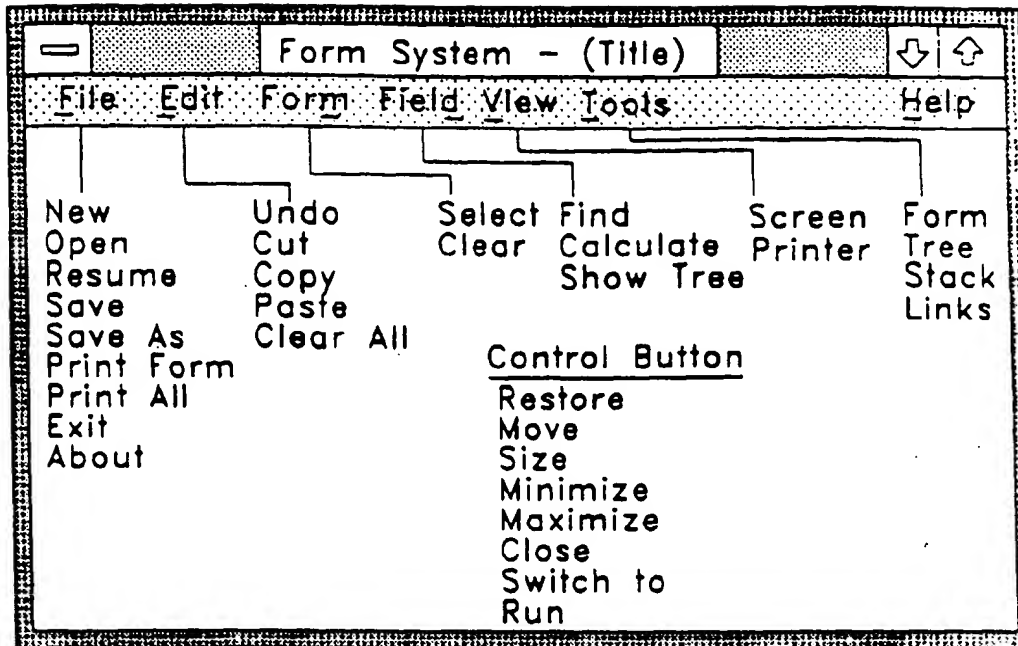 Form System - (Title)
File Edit Form Field View Tools Help
New
Open
Resume
Save
Save As
Print Form
Print All
Exit
About
Undo
Cut
Copy
Paste
Clear All
Select
Clear
Find
Calculate
Show Tree
Screen
Printer
Form
Tree
Stack
Links
Control Button
Restore
Move
Size
Minimize
Maximize
Close
Switch to
Run